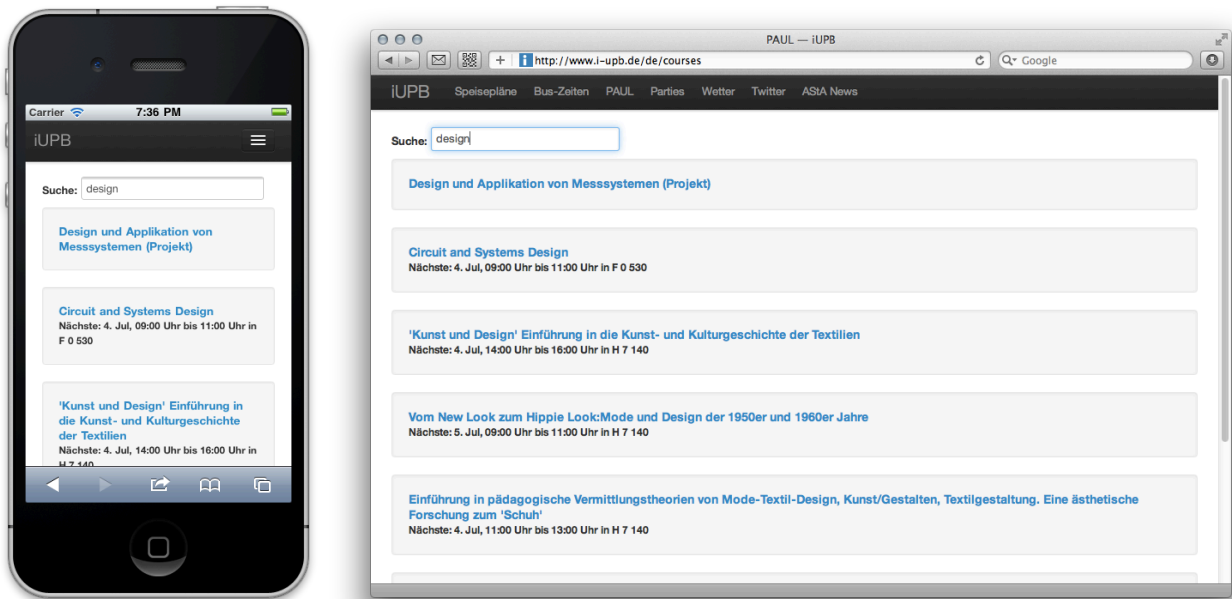 Carrier 7:36 PM
iUPB
Suche: design
Design und Applikation von
Messsystemen (Projekt)
Circuit and Systems Design
Nächste: 4. Jul, 09:00 Uhr bis 11:00 Uhr in
F 0 530
'Kunst und Design' Einführung in
die Kunst- und Kulturgeschichte
der Textilien
Nächste: 4. Jul, 14:00 Uhr bis 16:00 Uhr in
H 7 140
PAUL — iUPB
http://www.i-upb.de/de/courses
Google
iUPB Speisepläne Bus-Zeiten PAUL Parties Wetter Twitter AStA News
Suche: design
Design und Applikation von Messsystemen (Projekt)
Circuit and Systems Design
Nächste: 4. Jul, 09:00 Uhr bis 11:00 Uhr in F 0 530
'Kunst und Design' Einführung in die Kunst- und Kulturgeschichte der Textilien
Nächste: 4. Jul, 14:00 Uhr bis 16:00 Uhr in H 7 140
Vom New Look zum Hippie Look:Mode und Design der 1950er und 1960er Jahre
Nächste: 5. Jul, 09:00 Uhr bis 11:00 Uhr in H 7 140
Einführung in pädagogische Vermittlungstheorien von Mode-Textil-Design, Kunst/Gestalten, Textilgestaltung. Eine ästhetische
Forschung zum 'Schuh'
Nächste: 4. Jul, 11:00 Uhr bis 13:00 Uhr in H 7 140